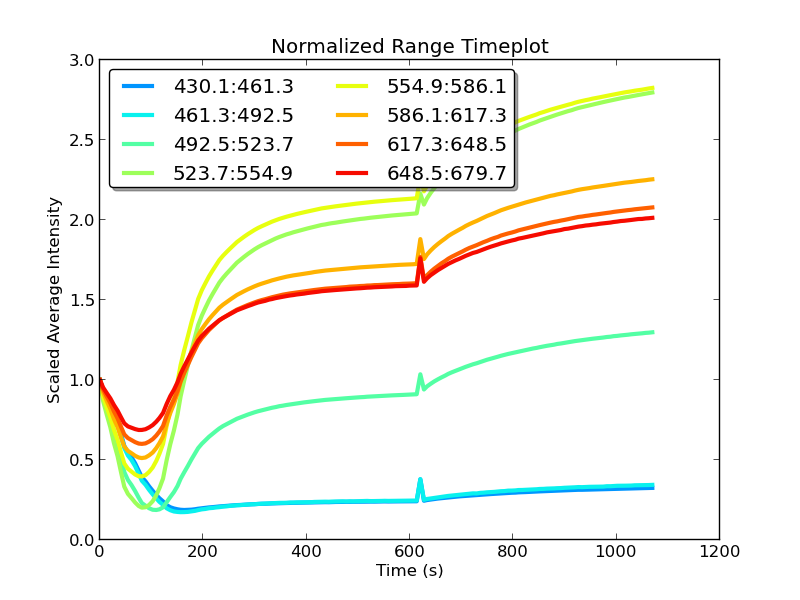 Normalized Range Timeplot
3.0
2.5
2.0
1.5
1.0
0.5
0.0
Scaled Average Intensity
430.1:461.3 554.9:586.1
461.3:492.5 586.1:617.3
492.5:523.7 617.3:648.5
523.7:554.9 648.5:679.7
0 200 400 600 800 1000 1200
Time (s)